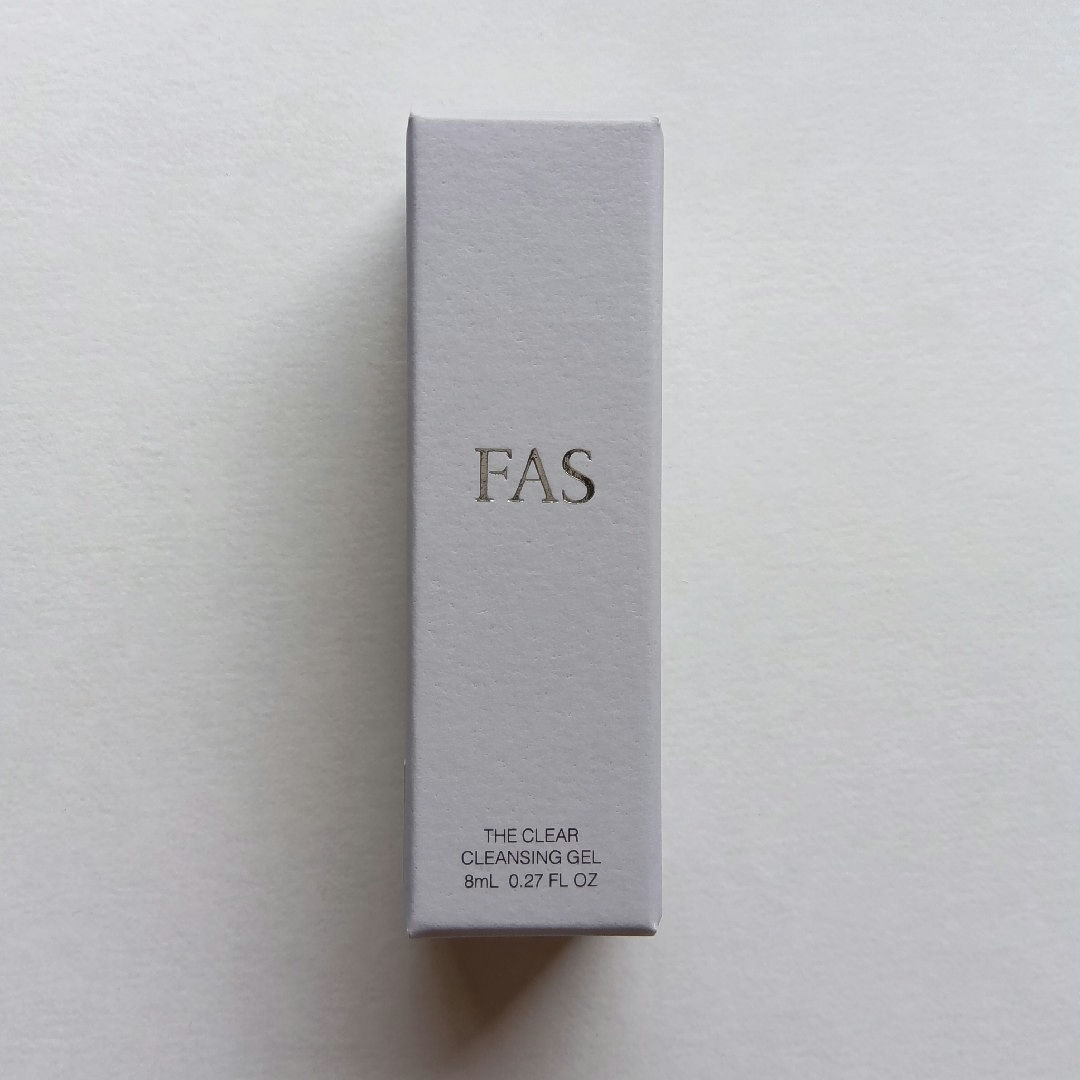 FAS
THE CLEAR
CLEANSING GEL
8mL 0.27 FL OZ